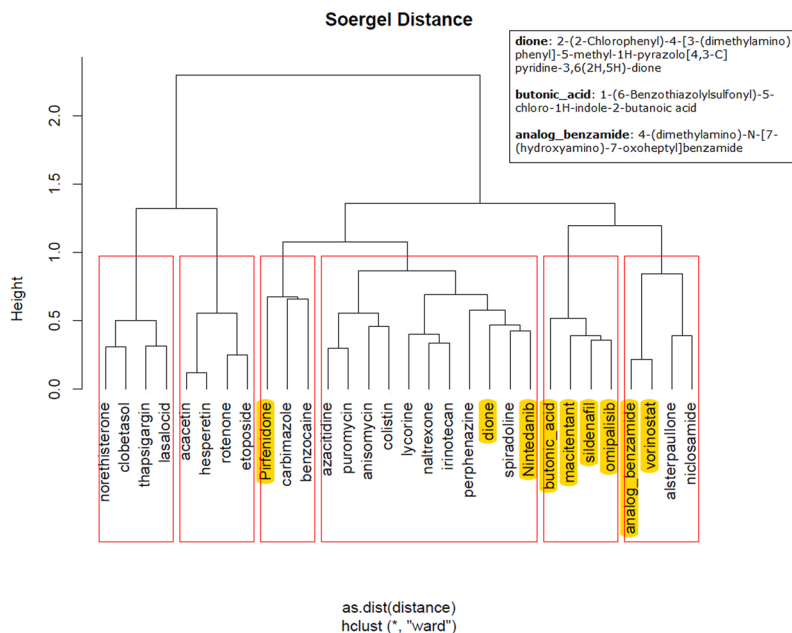 Soergel Distance
dione: 2-(2-Chlorophenyl)-4-[3-(dimethylamino)
phenyl]-5-methyl-1H-pyrazolo[4,3-C]
pyridine-3,6(2H,5H)-dione
butonic_acid: 1-(6-Benzothiazolylsulfonyl)-5-
chloro-1H-indole-2-butanoic acid
analog_benzamide: 4-(dimethylamino)-N-[7-
(hydroxyamino)-7-oxoheptyl]benzamide
Height
2.0
1.5
1.0
0.5
0.0
norethisterone
clobetasol
thapsigargin
lasalocid
acacetin
hesperetin
rotenone
etoposide
Pirfenidone
carbimazole
benzocaine
azacitidine
puromycin
anisomycin
colistin
lycorine
naltrexone
irinotecan
perphenazine
dione
spiradoline
Nintedanib
butonic_acid
macitentant
sildenafil
omipalisib
analog_benzamide
vorinostat
alsterpaullone
niclosamide
as.dist(distance)
hclust (*, "ward")